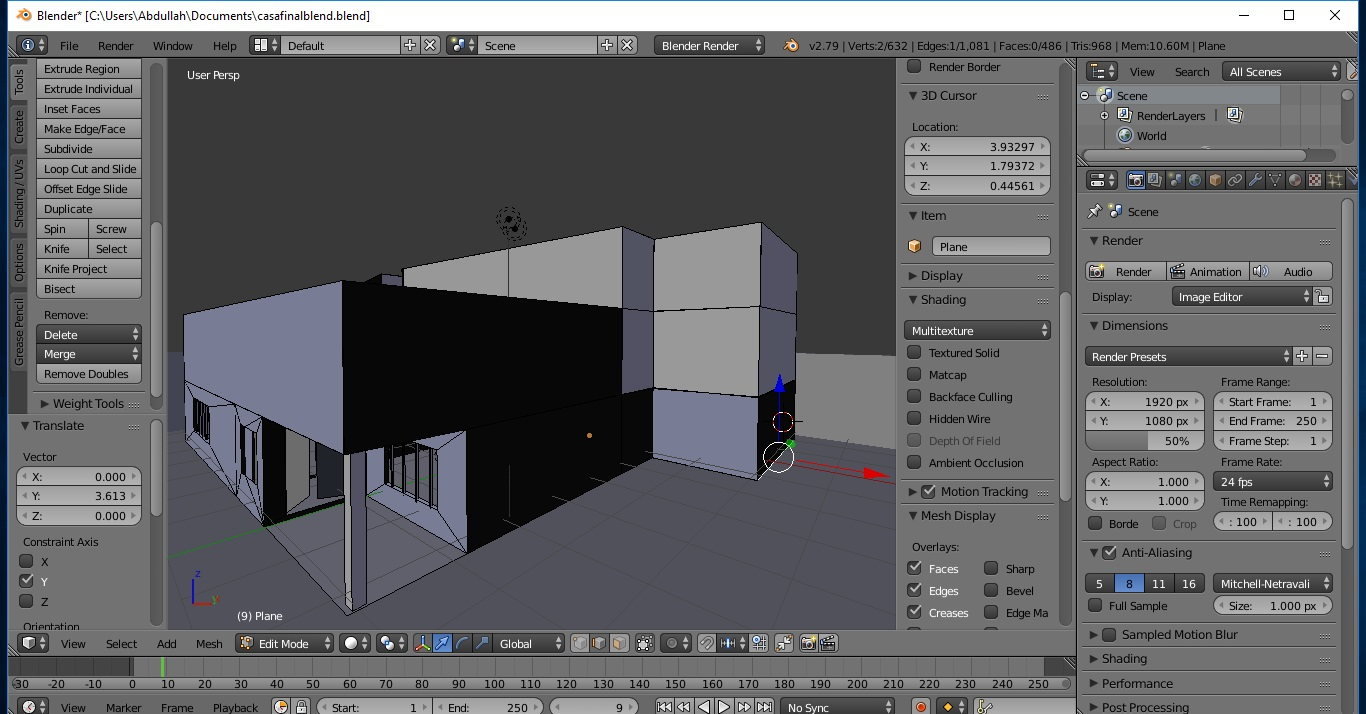 Blender* [C:\Users\Abdullah\Documents\casafinalblend.blend]
File Render Window Help Default Scene Blender Render v2.79 | Verts:2/632 | Edges:1/1,081 | Faces:0/486 | Tris:968 | Mem:10.60M | Plane
Tools
Create
Shading / UVs
Options
Grease Pencil
Extrude Region
Extrude Individual
Inset Faces
Make Edge/Face
Subdivide
Loop Cut and Slide
Offset Edge Slide
Duplicate
Spin Screw
Knife Select
Knife Project
Bisect
Remove:
Delete
Merge
Remove Doubles
Weight Tools
Translate
Vector
X: 0.000
Y: 3.613
Z: 0.000
Constraint Axis
X
Y
Z
Orientation
User Persp
z
(9) Plane
Render Border
3D Cursor
Location:
X: 3.93297
Y: 1.79372
Z: 0.44561
Item
Plane
Display
Shading
Multitexture
Textured Solid
Matcap
Backface Culling
Hidden Wire
Depth Of Field
Ambient Occlusion
Motion Tracking
Mesh Display
Overlays:
Faces Sharp
Edges Bevel
Creases Edge Ma
View Search All Scenes
Scene
RenderLayers |
World
Scene
Render
Render Animation Audio
Display: Image Editor
Dimensions
Render Presets
Resolution: Frame Range:
X: 1920 px Start Frame: 1
Y: 1080 px End Frame: 250
50% Frame Step: 1
Aspect Ratio: Frame Rate:
X: 1.000 24 fps
Y: 1.000 Time Remapping:
Borde Crop : 100 : 100
Anti-Aliasing
5 8 11 16 Mitchell-Netravali
Full Sample Size: 1.000 px
Sampled Motion Blur
Shading
Performance
Post Processing
View Select Add Mesh Edit Mode Global
-30 -20 -10 0 10 20 30 40 50 60 70 80 90 100 110 120 130 140 150 160 170 180 190 200 210 220 230 240 250
View Marker Frame Playback Start: 1 End: 250 9 No Sync